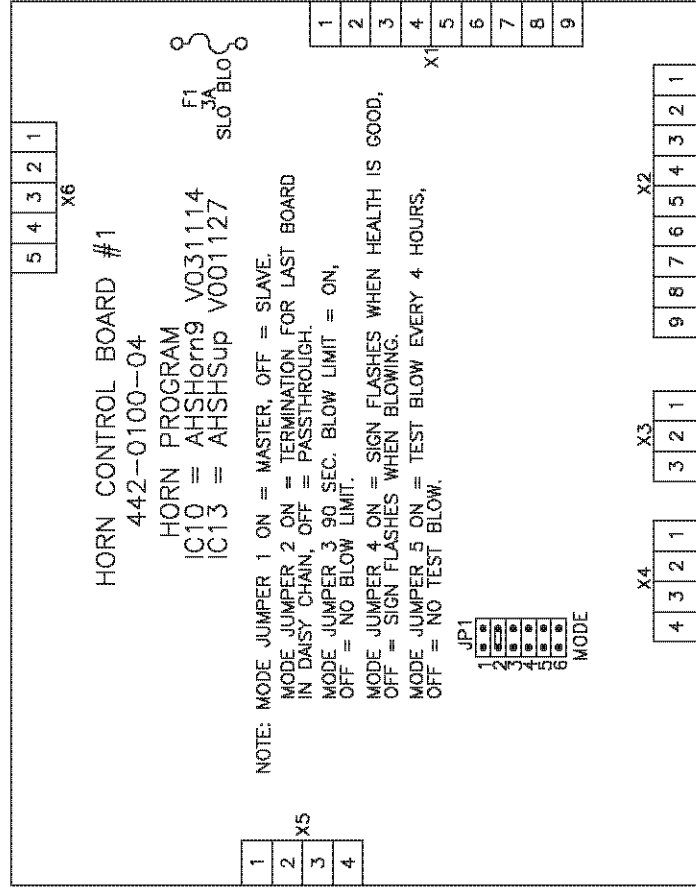 5 4 3 2 1
X6
HORN CONTROL BOARD #1
442-0100-04
HORN PROGRAM
IC10 = AHSHorn9 V031114
IC13 = AHSHSup V001127
F1
3A
SLO BLO
NOTE: MODE JUMPER 1 ON = MASTER, OFF = SLAVE.
MODE JUMPER 2 ON = TERMINATION FOR LAST BOARD
IN DAISY CHAIN, OFF = PASSTHROUGH.
MODE JUMPER 3 90 SEC. BLOW LIMIT = ON,
OFF = NO BLOW LIMIT.
MODE JUMPER 4 ON = SIGN FLASHES WHEN HEALTH IS GOOD,
OFF = SIGN FLASHES WHEN BLOWING.
MODE JUMPER 5 ON = TEST BLOW EVERY 4 HOURS,
OFF = NO TEST BLOW.
X5
1
2
3
4
X1
1
2
3
4
5
6
7
8
9
JP1
1
2
3
4
5
6
MODE
X4
4 3 2 1
X3
3 2 1
X2
9 8 7 6 5 4 3 2 1